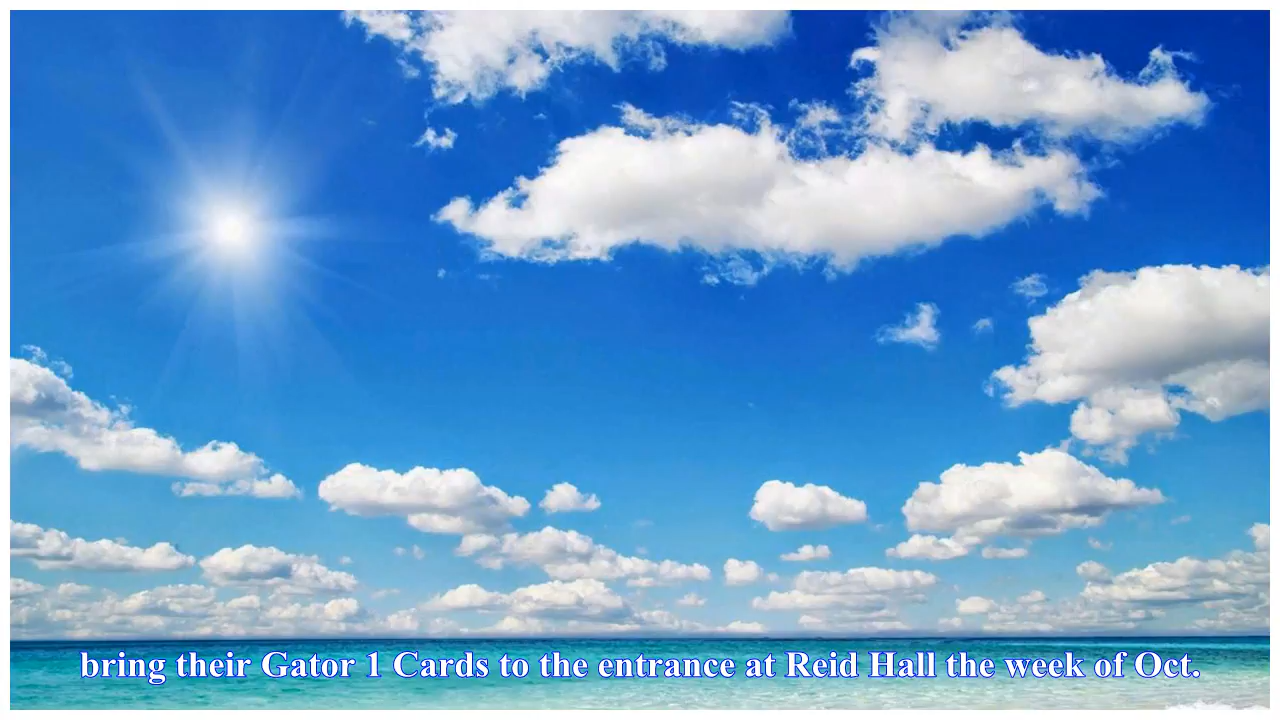 bring their Gator 1 Cards to the entrance at Reid Hall the week of Oct.